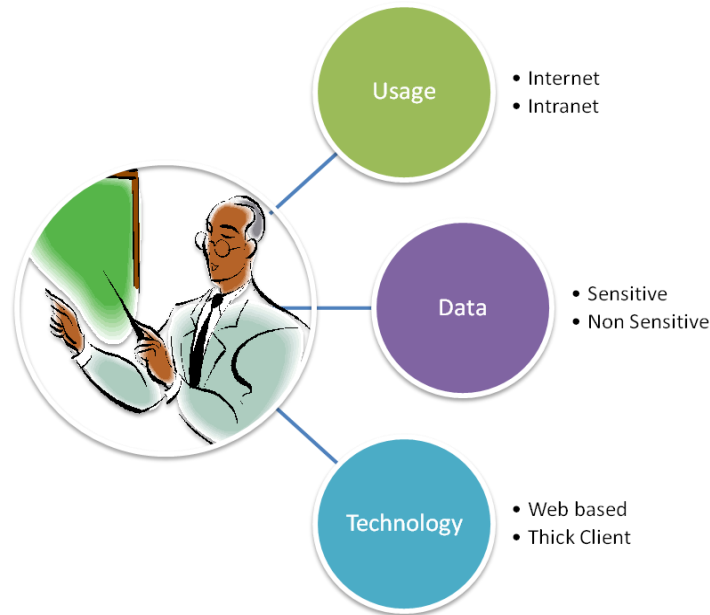 Usage
• Internet
• Intranet
Data
• Sensitive
• Non Sensitive
Technology
• Web based
• Thick Client